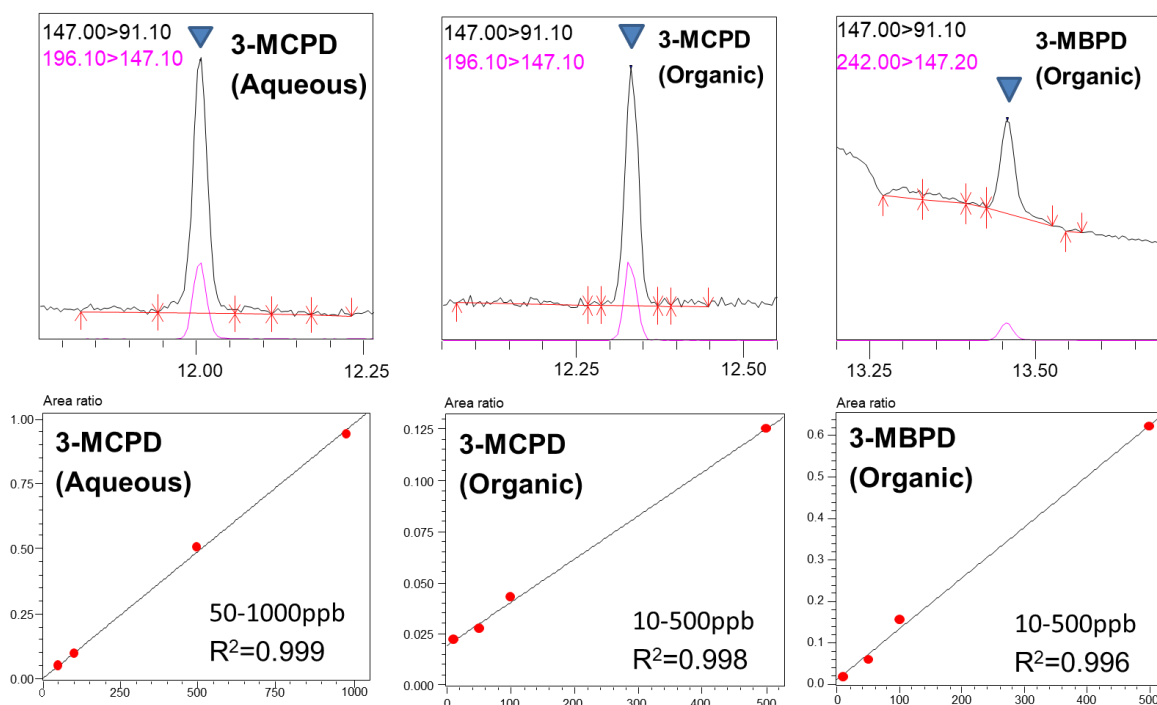 147.00>91.10
196.10>147.10
3-MCPD
(Aqueous)
12.00
12.25
147.00>91.10
196.10>147.10
3-MCPD
(Organic)
12.25
12.50
147.00>91.10
242.00>147.20
3-MBPD
(Organic)
13.25
13.50
Area ratio
1.00
0.75
0.50
0.25
0.00
3-MCPD
(Aqueous)
50-1000ppb
R²=0.999
0
250
500
750
1000
Area ratio
0.125
0.100
0.075
0.050
0.025
0.000
3-MCPD
(Organic)
10-500ppb
R²=0.998
0
100
200
300
400
500
Area ratio
0.6
0.5
0.4
0.3
0.2
0.1
0.0
3-MBPD
(Organic)
10-500ppb
R²=0.996
0
100
200
300
400
500